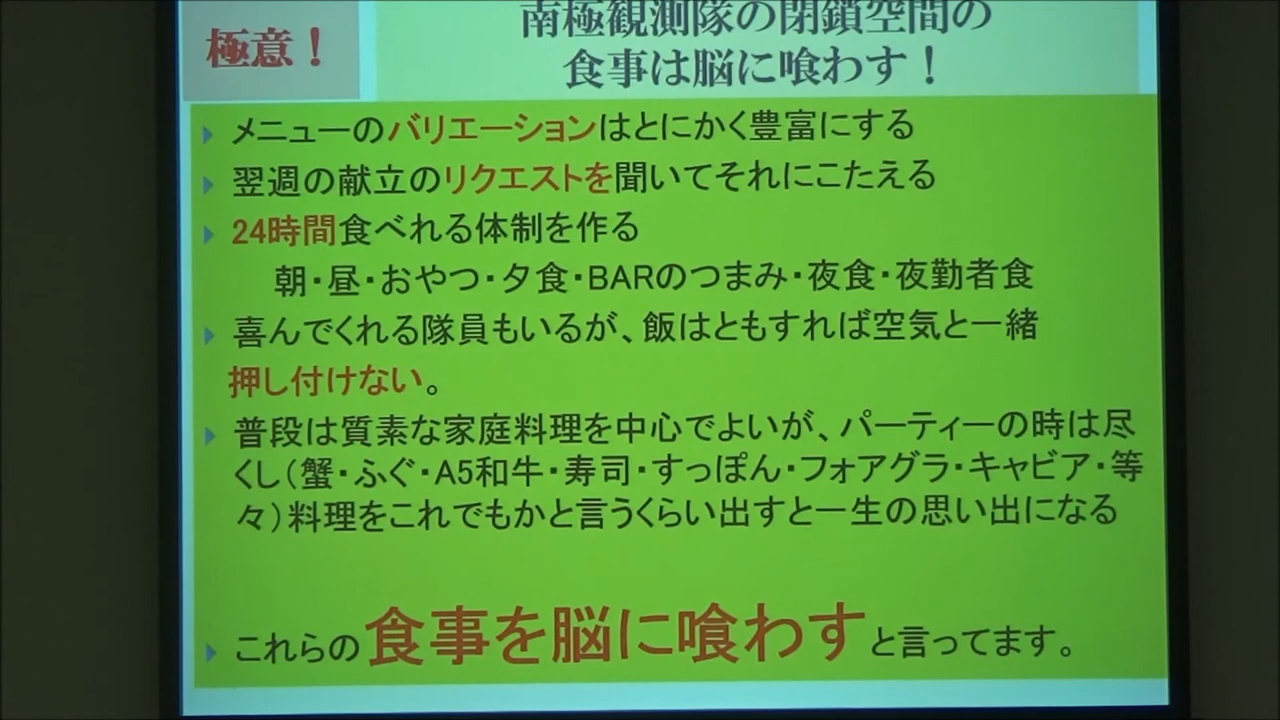 極意！
南極観測隊の閉鎖空間の
食事は脳に喰わす！
メニューのバリエーションはとにかく豊富にする
翌週の献立のリクエストを聞いてそれにこたえる
24時間食べれる体制を作る
朝・昼・おやつ・夕食・BARのつまみ・夜食・夜勤者食
喜んでくれる隊員もいるが、飯はともすれば空気と一緒
押し付けない。
普段は質素な家庭料理を中心でよいが、パーティーの時は尽
くし（蟹・ふぐ・A5和牛・寿司・すっぽん・フォアグラ・キャビア・等
々）料理をこれでもかと言うくらい出すと一生の思い出になる
これらの食事を脳に喰わすと言ってます。